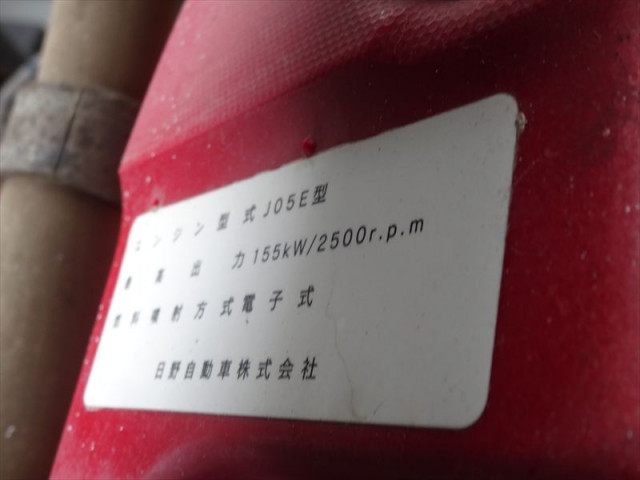 エンジン型式J05E型
最高出力155kW/2500r.p.m
燃料噴射方式電子式
日野自動車株式会社